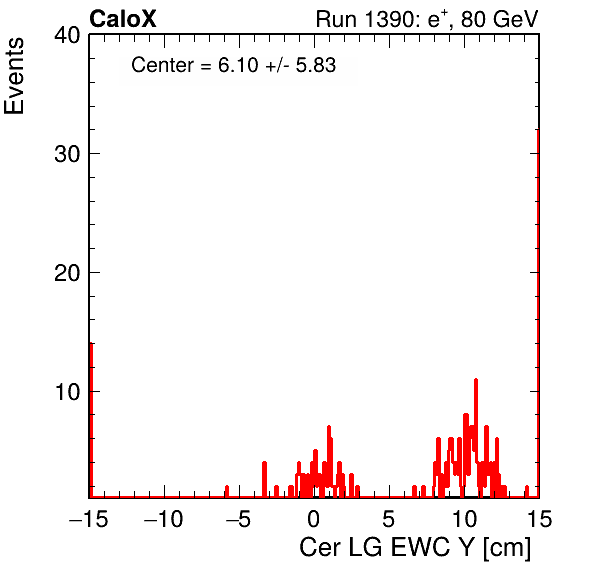 CaloX Run 1390: e⁺, 80 GeV
Center = 6.10 +/- 5.83
Events
40
30
20
10
−15 −10 −5 0 5 10 15
Cer LG EWC Y [cm]